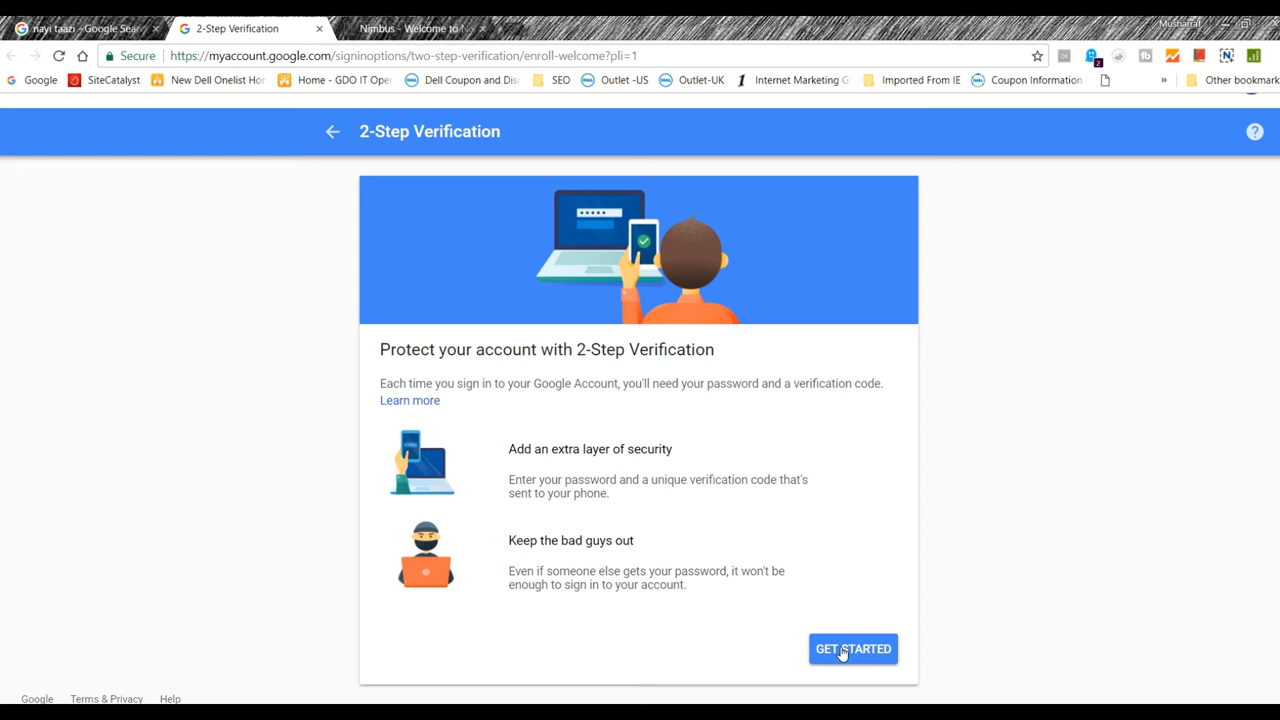 Musharraf
nayi taazi - Google Sear
2-Step Verification
Nimbus - Welcome to N
Secure
https://myaccount.google.com/signinoptions/two-step-verification/enroll-welcome?pli=1
Google
SiteCatalyst
New Dell Onelist Hor
Home - GDO IT Oper
Dell Coupon and Disc
SEO
Outlet -US
Outlet-UK
Internet Marketing G
Imported From IE
Coupon Information
»
Other bookmark
2-Step Verification
Protect your account with 2-Step Verification
Each time you sign in to your Google Account, you'll need your password and a verification code.
Learn more
Add an extra layer of security
Enter your password and a unique verification code that's
sent to your phone.
Keep the bad guys out
Even if someone else gets your password, it won't be
enough to sign in to your account.
GET STARTED
Google
Terms & Privacy
Help